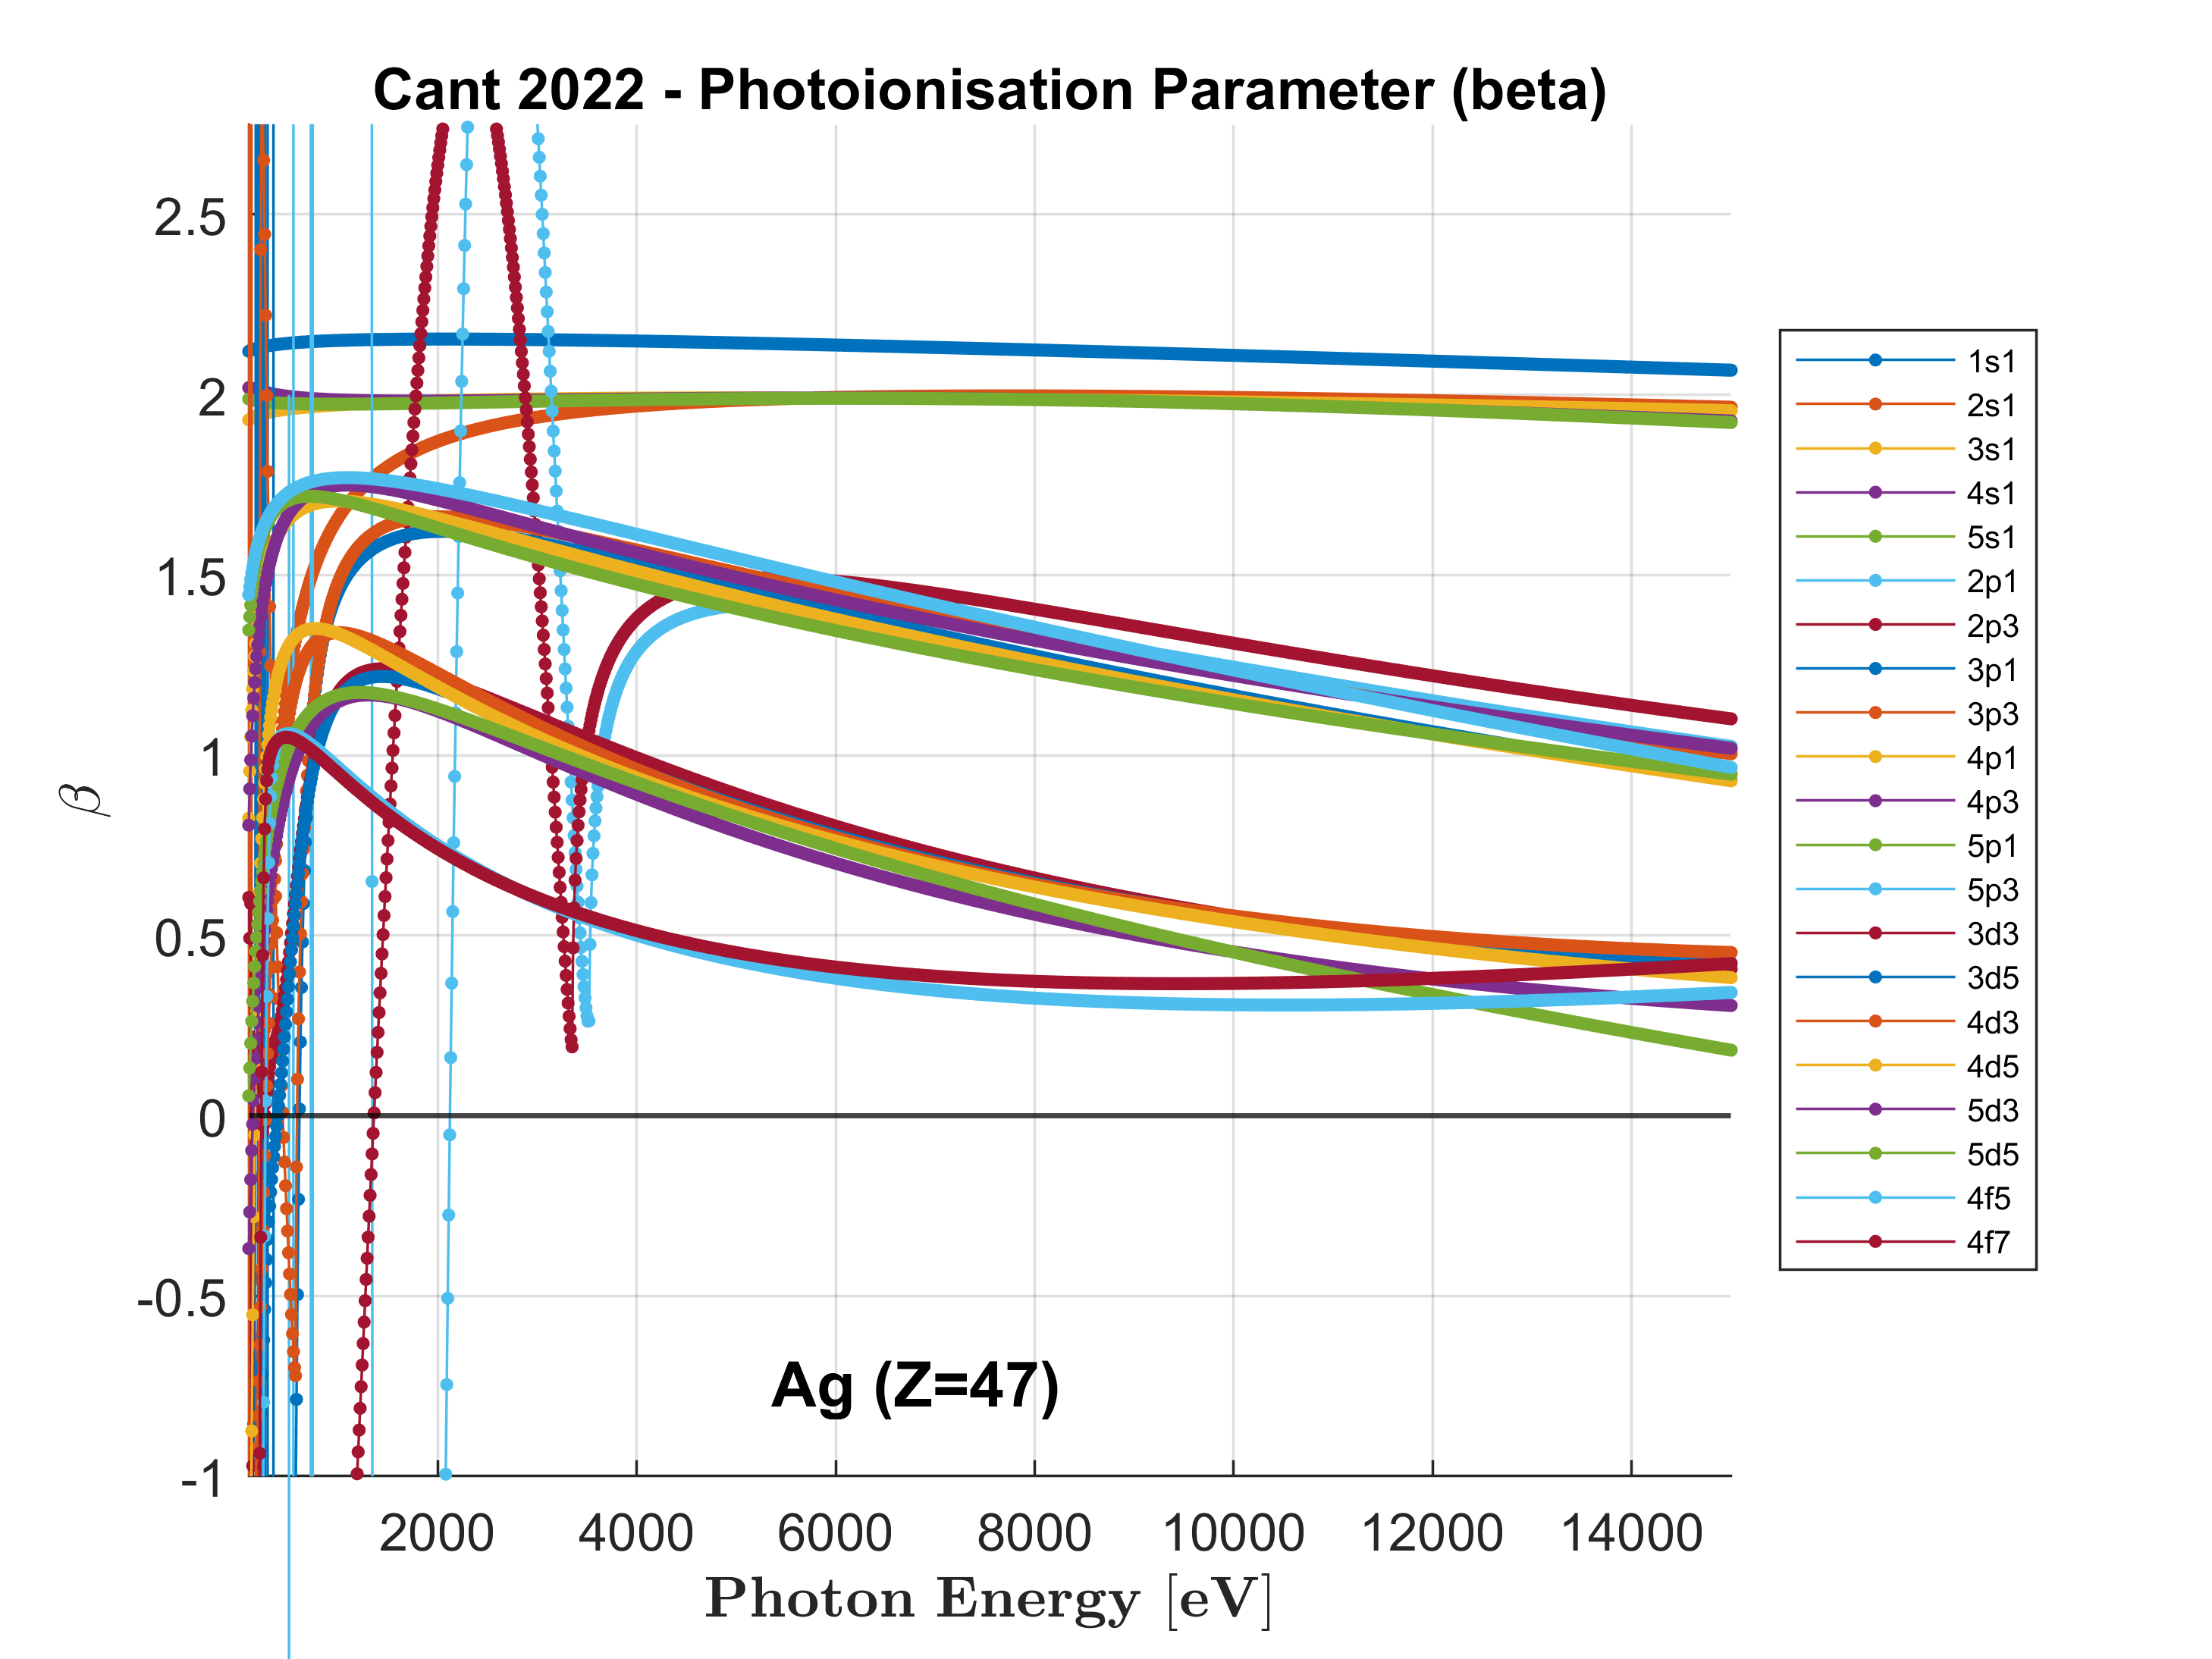 Cant 2022 - Photoionisation Parameter (beta)
2.5
2
1.5
1
0.5
0
-0.5
-1
β
2000 4000 6000 8000 10000 12000 14000
Photon Energy [eV]
Ag (Z=47)
1s1
2s1
3s1
4s1
5s1
2p1
2p3
3p1
3p3
4p1
4p3
5p1
5p3
3d3
3d5
4d3
4d5
5d3
5d5
4f5
4f7